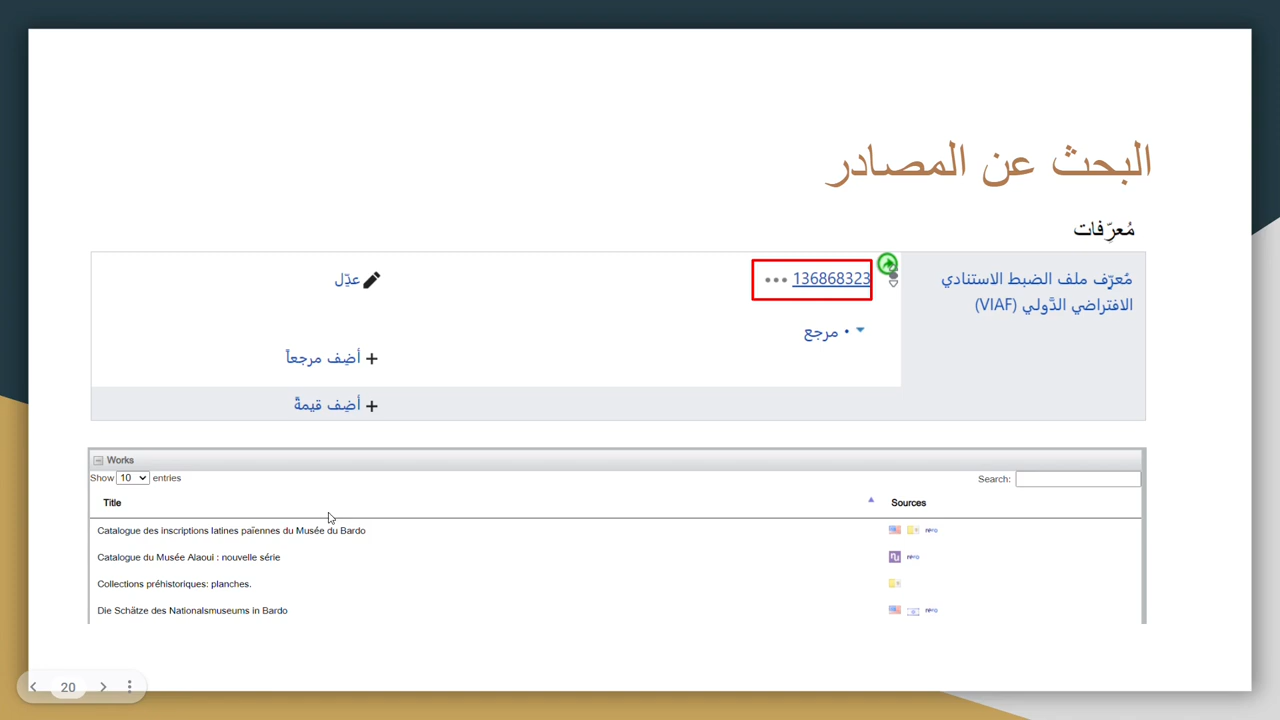 البحث عن المصادر
مُعرِّفات
مُعرِّف ملف الضبط الاستنادي
الافتراضي الدَّولي (VIAF)
136868323
عدِّل
مرجع
أضِف مرجعاً
أضِف قيمةً
Works
Show 10 entries
Search:
Title Sources
Catalogue des inscriptions latines païennes du Musée du Bardo
Catalogue du Musée Alaoui : nouvelle série
Collections préhistoriques: planches.
Die Schätze des Nationalsmuseums in Bardo
20